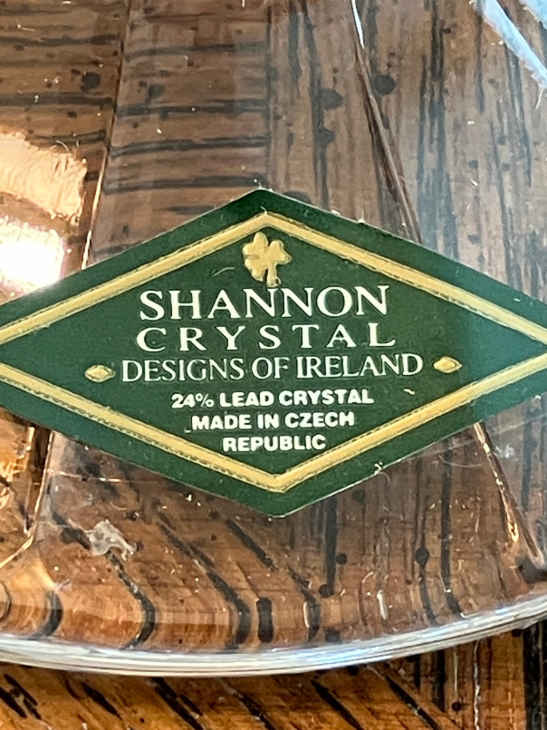 SHANNON
CRYSTAL
DESIGNS OF IRELAND
24% LEAD CRYSTAL
MADE IN CZECH
REPUBLIC